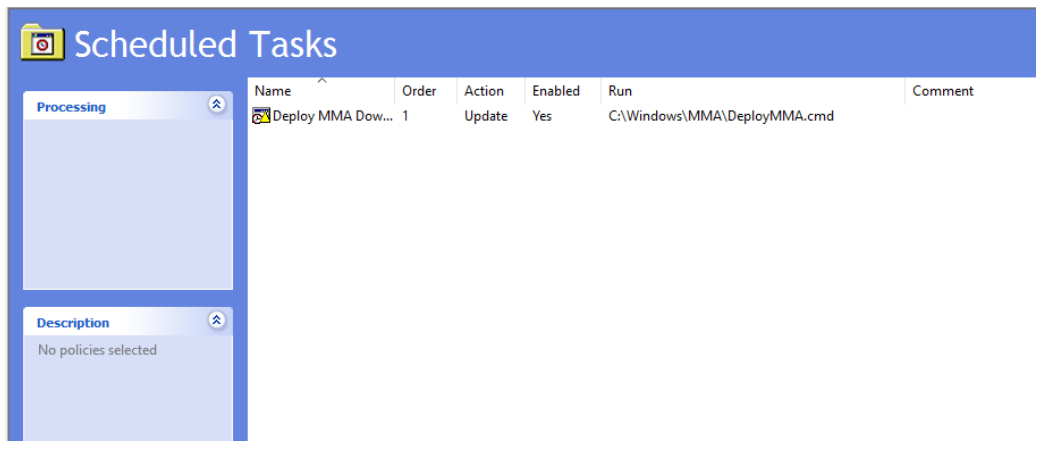 Scheduled Tasks
Processing
Description
No policies selected
Name Order Action Enabled Run Comment
Deploy MMA Dow... 1 Update Yes C:\Windows\MMA\DeployMMA.cmd